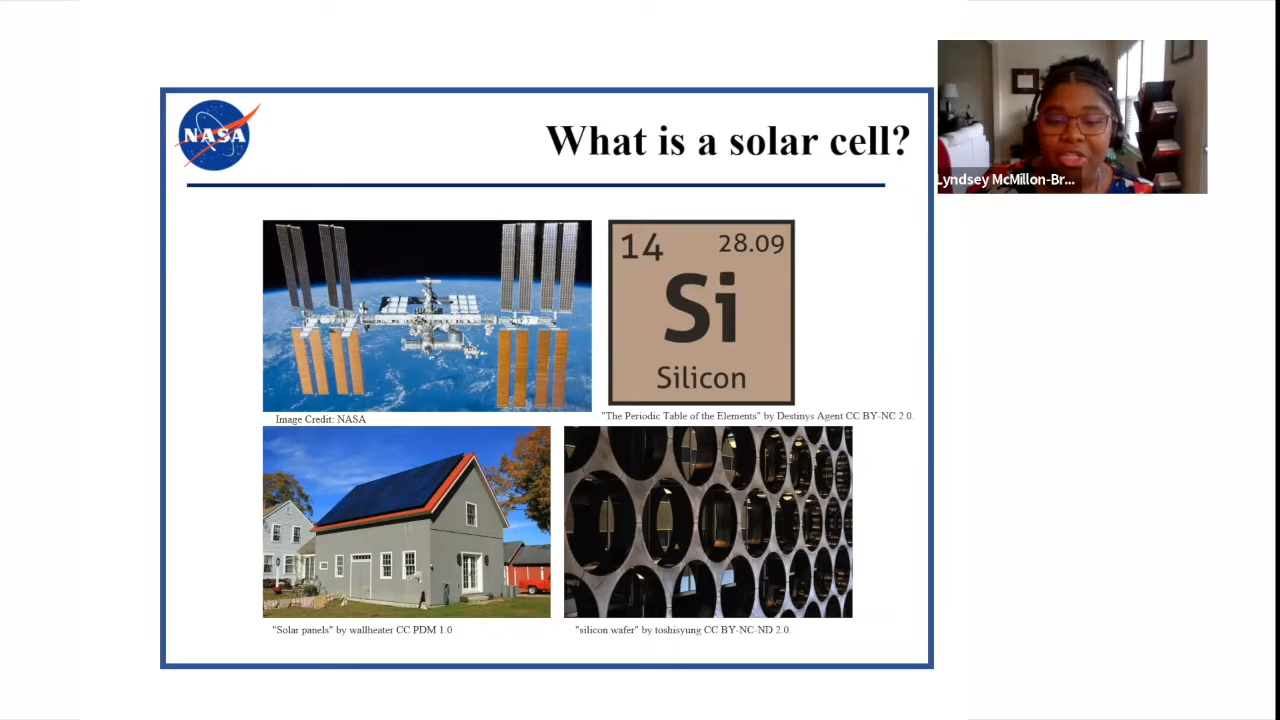 NASA
What is a solar cell?
Lyndsey McMillon-Br...
14 28.09
Si
Silicon
Image Credit: NASA
"The Periodic Table of the Elements" by Destinys Agent CC BY-NC 2.0.
"Solar panels" by wallheater CC PDM 1.0
"silicon wafer" by toshisyung CC BY-NC-ND 2.0.